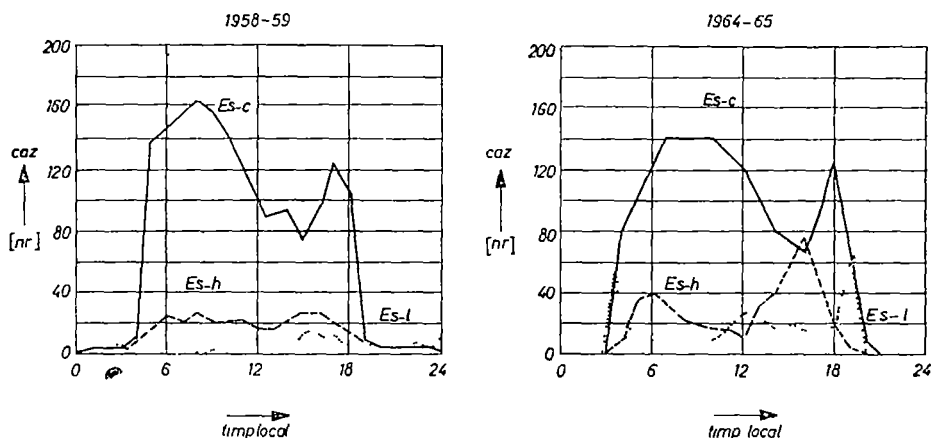 1958-59
200
160
120
80
40
0
caz
[nr]
Es-c
Es-h
Es-l
0 6 12 18 24
timp local
1964-65
200
160
120
80
40
0
caz
[nr]
Es-c
Es-h
Es-l
0 6 12 18 24
timp local